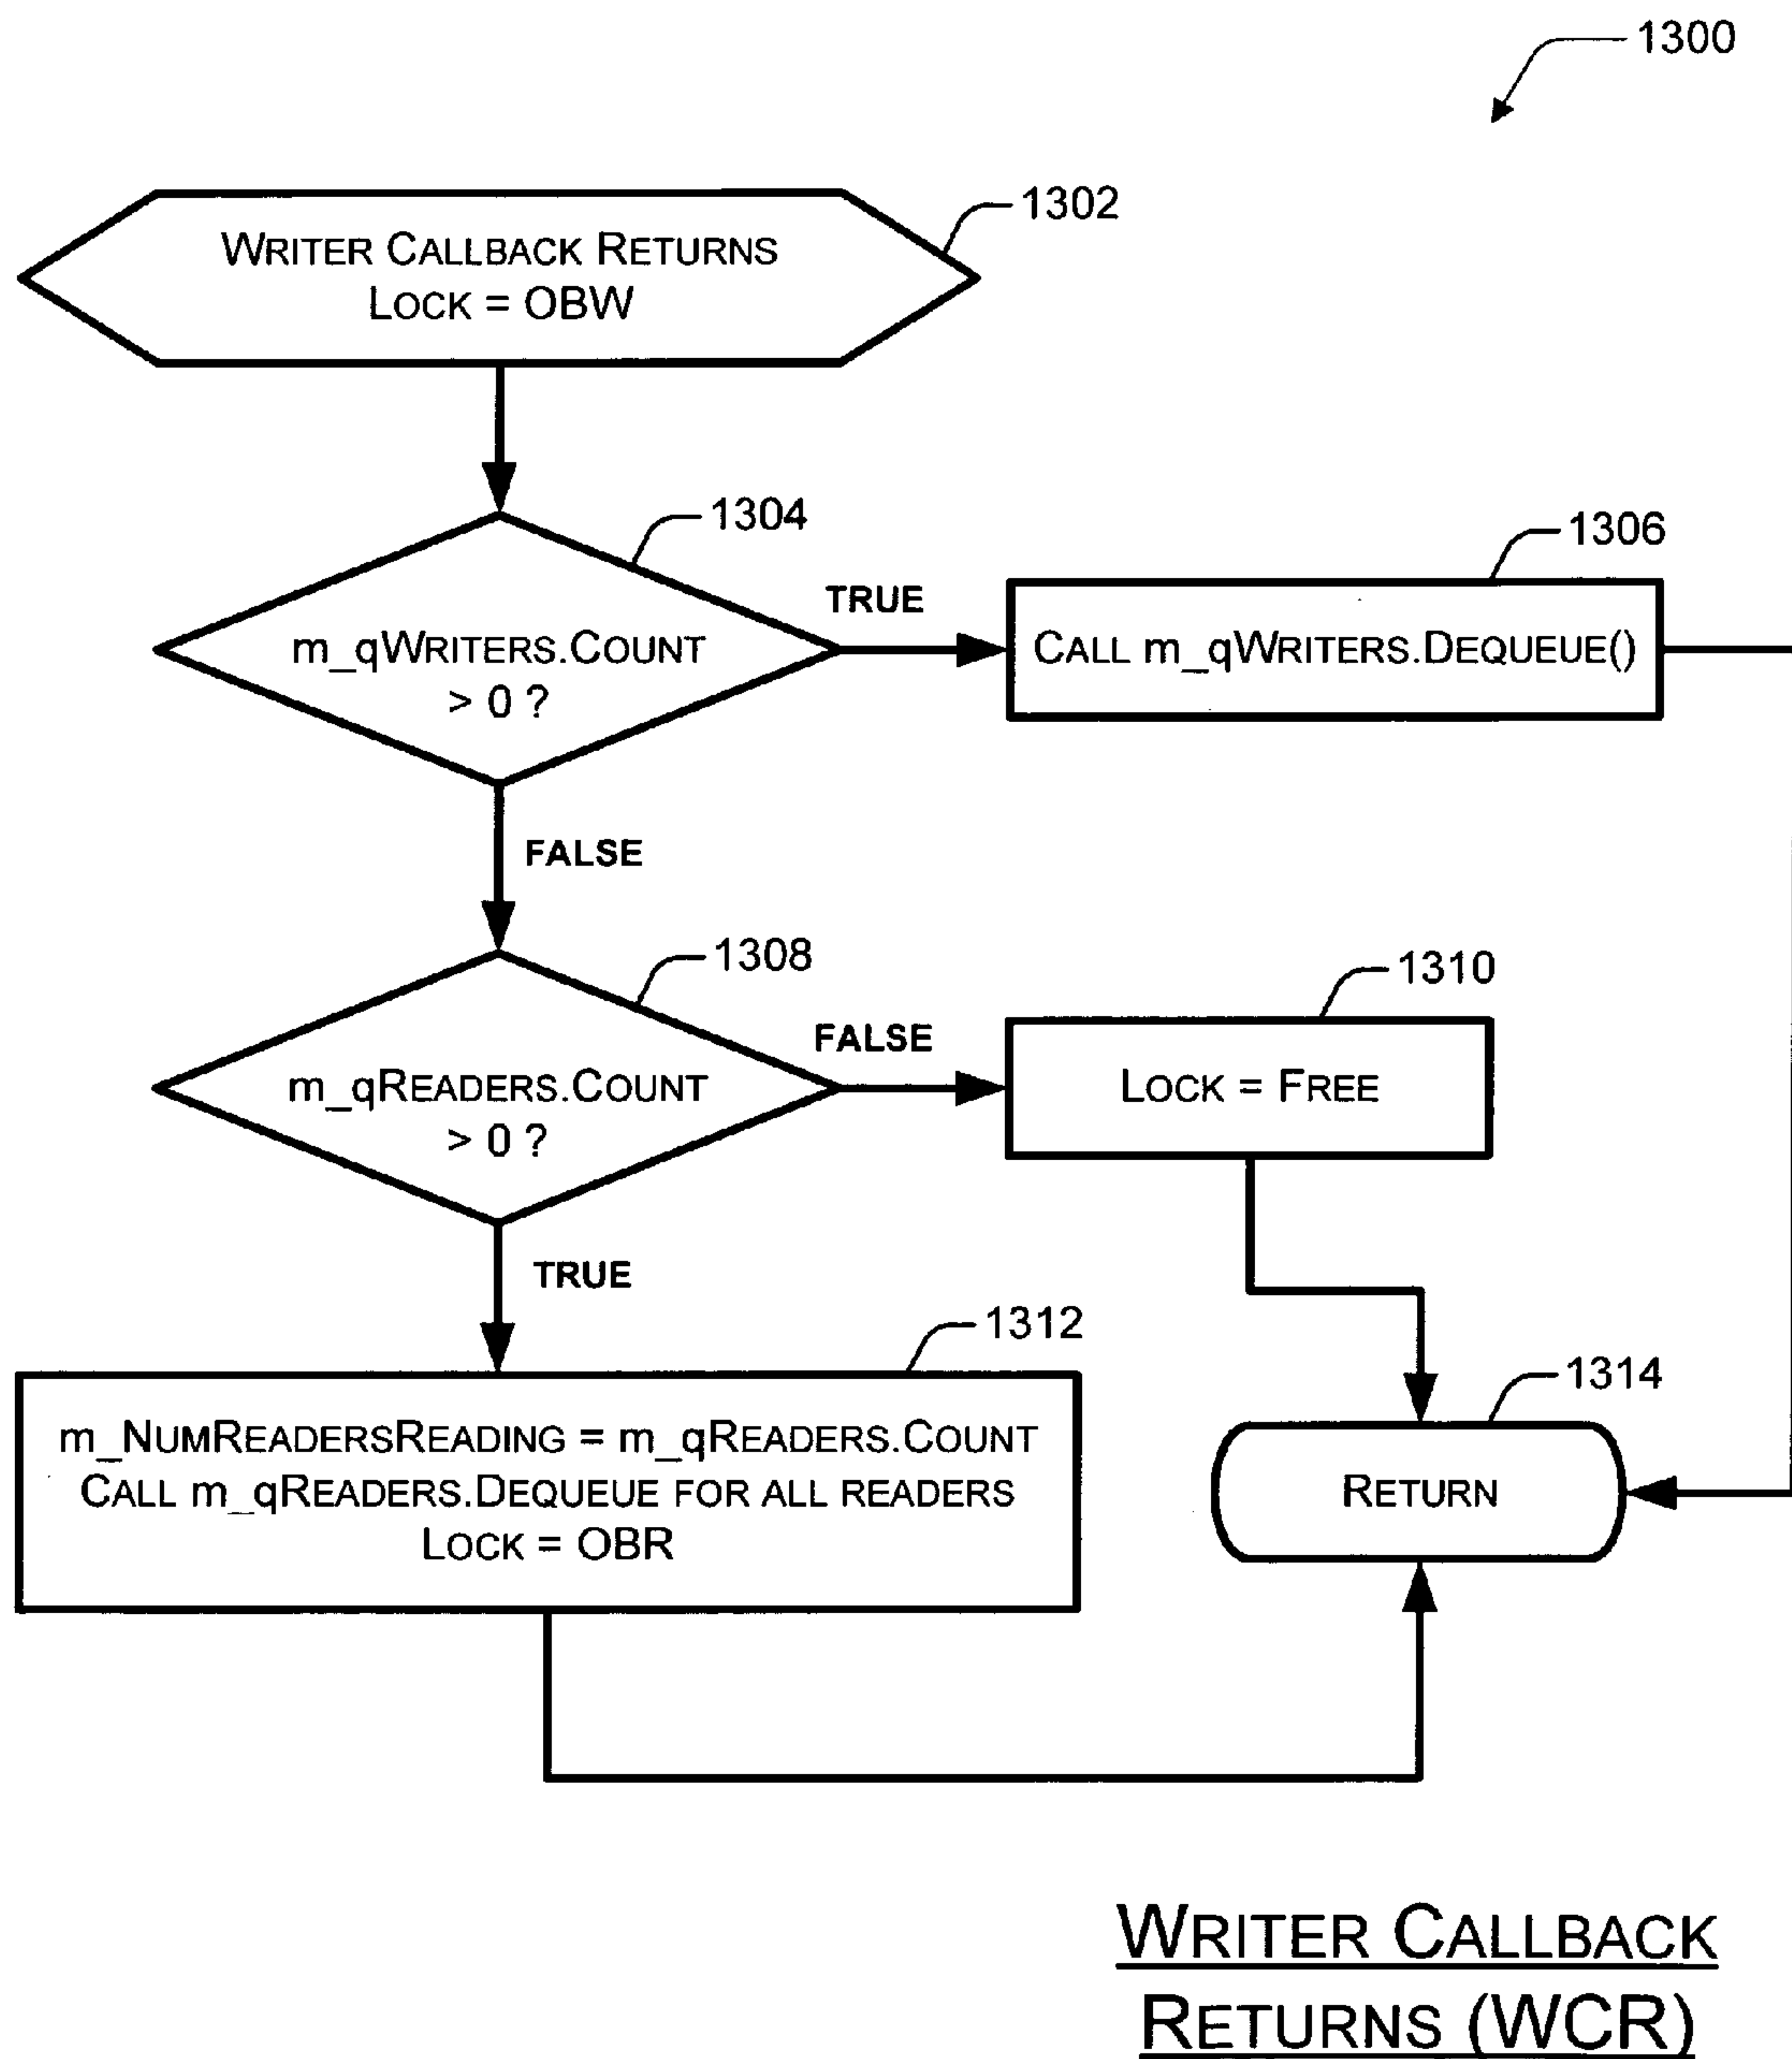 1300
1302
WRITER CALLBACK RETURNS
LOCK = OBW
1304
1306
TRUE
m_qWRITERS.COUNT
> 0 ?
CALL m_qWRITERS.DEQUEUE()
FALSE
1308
1310
FALSE
m_qREADERS.COUNT
> 0 ?
LOCK = FREE
TRUE
1312
1314
m_NUMREADERSREADING = m_qREADERS.COUNT
CALL m_qREADERS.DEQUEUE FOR ALL READERS
LOCK = OBR
RETURN
WRITER CALLBACK
RETURNS (WCR)